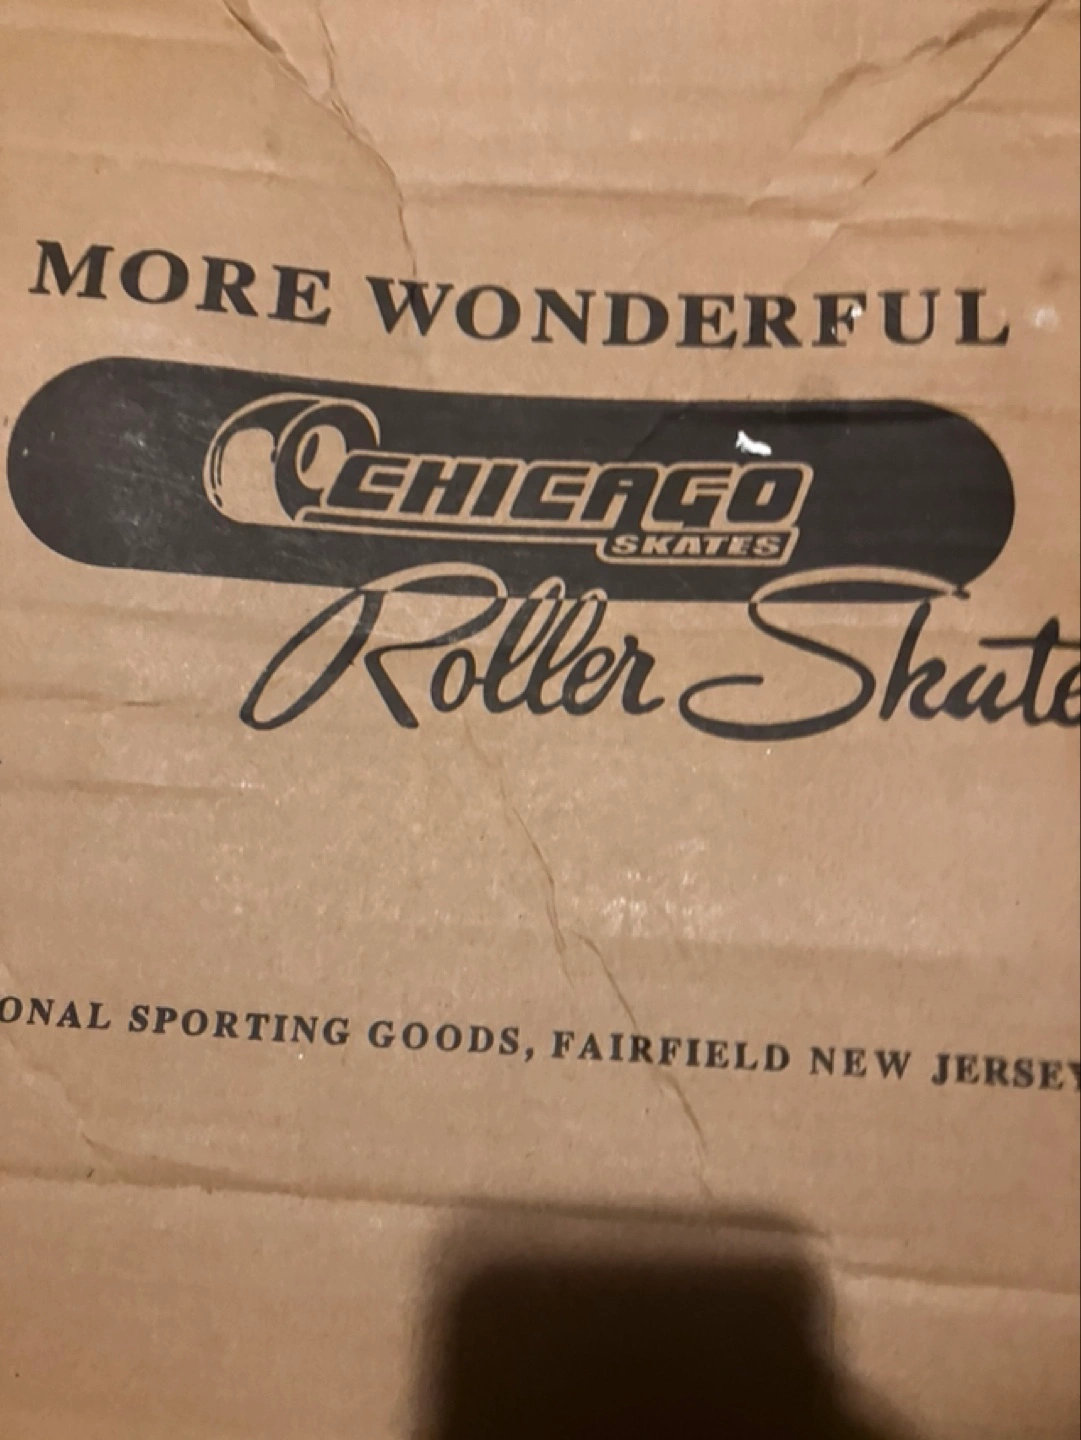 MORE WONDERFUL
CHICAGO
SKATES
Roller Skate
ONAL SPORTING GOODS, FAIRFIELD NEW JERSEY